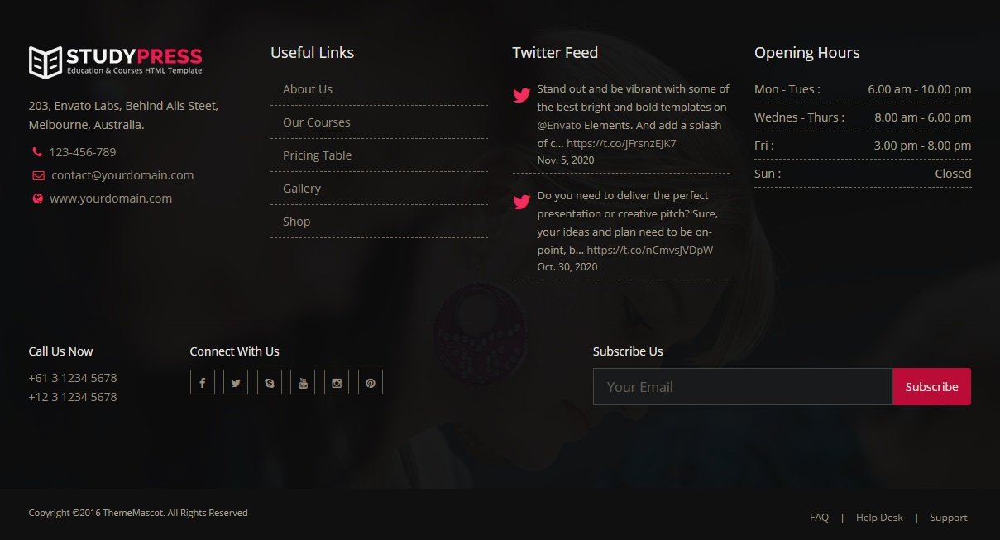 STUDYPRESS
Education & Courses HTML Template
203, Envato Labs, Behind Alis Steet,
Melbourne, Australia.
123-456-789
contact@yourdomain.com
www.yourdomain.com
Useful Links
About Us
Our Courses
Pricing Table
Gallery
Shop
Twitter Feed
Stand out and be vibrant with some of
the best bright and bold templates on
@Envato Elements. And add a splash
of c... https://t.co/jFrsnzEJK7
Nov. 5, 2020
Do you need to deliver the perfect
presentation or creative pitch? Sure,
your ideas and plan need to be on-
point, b... https://t.co/nCmvsJVDpW
Oct. 30, 2020
Opening Hours
Mon - Tues : 6.00 am - 10.00 pm
Wednes - Thurs : 8.00 am - 6.00 pm
Fri : 3.00 pm - 8.00 pm
Sun : Closed
Call Us Now
+61 3 1234 5678
+12 3 1234 5678
Connect With Us
Subscribe Us
Your Email
Subscribe
Copyright ©2016 ThemeMascot. All Rights Reserved
FAQ | Help Desk | Support